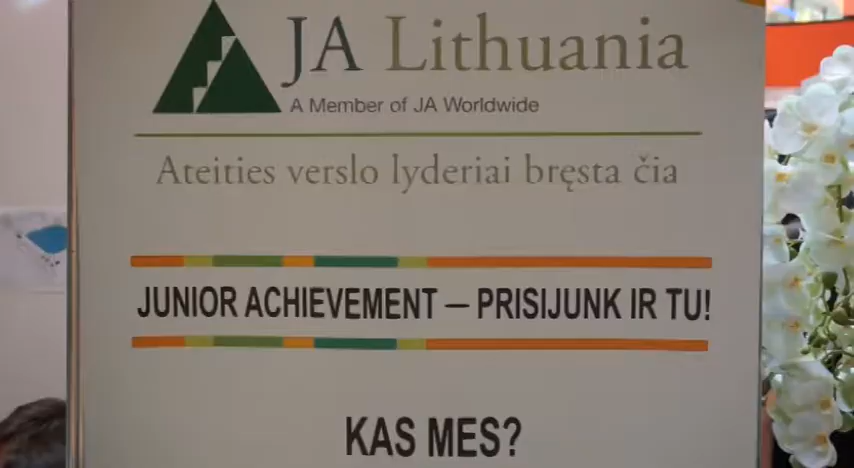 JA Lithuania
A Member of JA Worldwide
Ateities verslo lyderiai bręsta čia
JUNIOR ACHIEVEMENT – PRISIJUNK IR TU!
KAS MES?